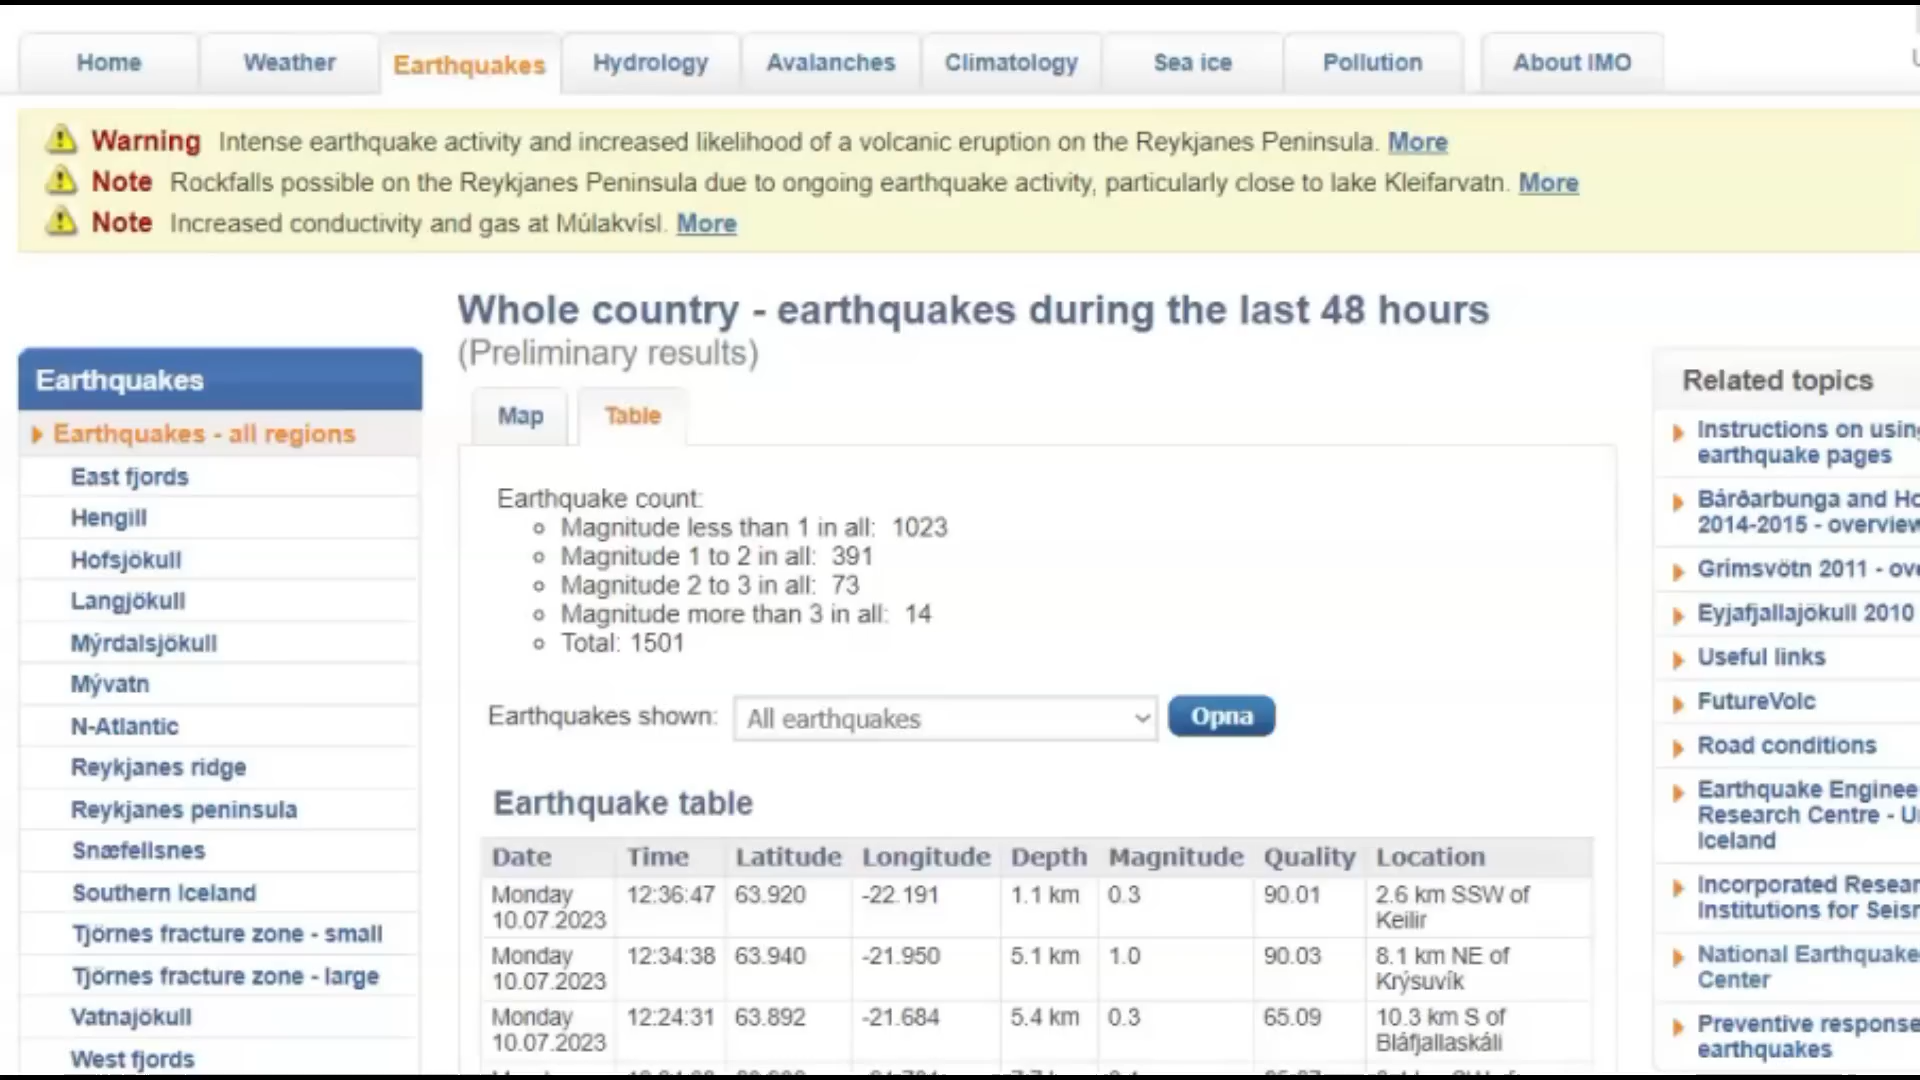 Home Weather Earthquakes Hydrology Avalanches Climatology Sea ice Pollution About IMO
Warning Intense earthquake activity and increased likelihood of a volcanic eruption on the Reykjanes Peninsula. More
Note Rockfalls possible on the Reykjanes Peninsula due to ongoing earthquake activity, particularly close to lake Kleifarvatn. More
Note Increased conductivity and gas at Múlakvísl. More
Whole country - earthquakes during the last 48 hours
(Preliminary results)
Earthquakes
Earthquakes - all regions
East fjords
Hengill
Hofsjökull
Langjökull
Mýrdalsjökull
Mývatn
N-Atlantic
Reykjanes ridge
Reykjanes peninsula
Snæfellsnes
Southern Iceland
Tjörnes fracture zone - small
Tjörnes fracture zone - large
Vatnajökull
West fjords
Map Table
Earthquake count:
Magnitude less than 1 in all: 1023
Magnitude 1 to 2 in all: 391
Magnitude 2 to 3 in all: 73
Magnitude more than 3 in all: 14
Total: 1501
Earthquakes shown: All earthquakes Opna
Earthquake table
Date Time Latitude Longitude Depth Magnitude Quality Location
Monday 12:36:47 63.920 -22.191 1.1 km 0.3 90.01 2.6 km SSW of
10.07.2023 Keilir
Monday 12:34:38 63.940 -21.950 5.1 km 1.0 90.03 8.1 km NE of
10.07.2023 Krýsuvík
Monday 12:24:31 63.892 -21.684 5.4 km 0.3 65.09 10.3 km S of
10.07.2023 Bláfjallaskáli
Related topics
Instructions on using
earthquake pages
Bárðarbunga and Ho
2014-2015 - overview
Grímsvötn 2011 - ove
Eyjafjallajökull 2010
Useful links
FutureVolc
Road conditions
Earthquake Enginee
Research Centre - U
Iceland
Incorporated Resear
Institutions for Seisr
National Earthquake
Center
Preventive response
earthquakes